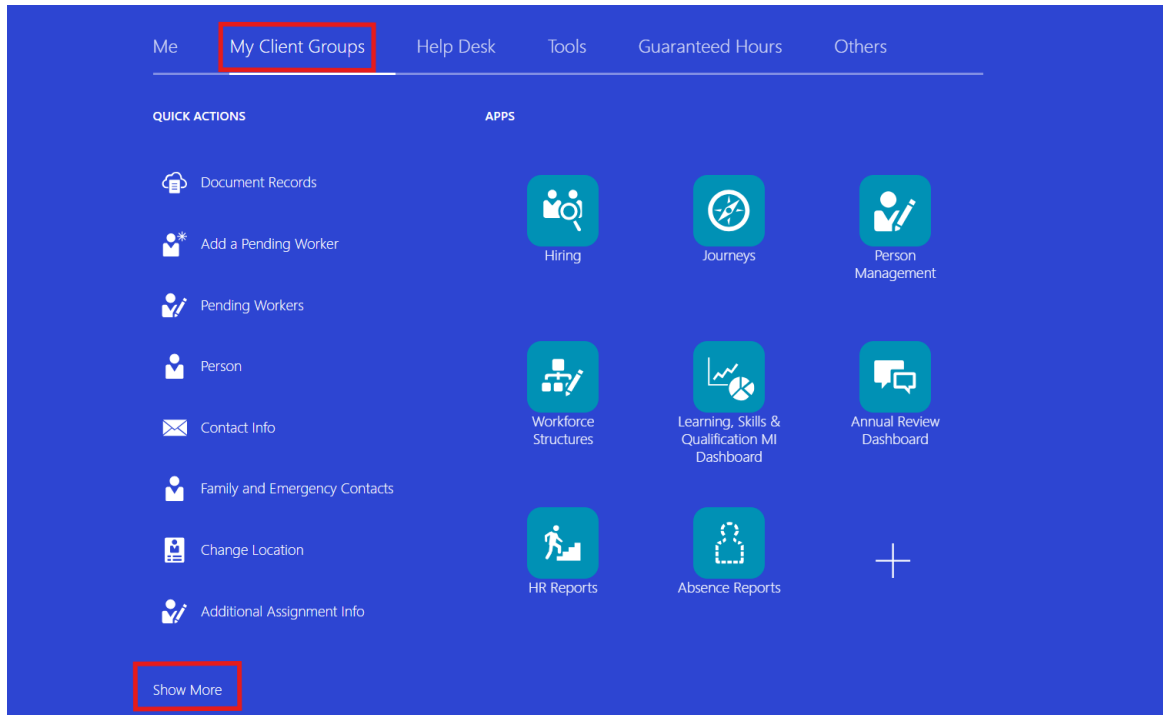 Me
My Client Groups
Help Desk
Tools
Guaranteed Hours
Others
QUICK ACTIONS
APPS
Document Records
Add a Pending Worker
Pending Workers
Person
Contact Info
Family and Emergency Contacts
Change Location
Additional Assignment Info
Show More
Hiring
Journeys
Person
Management
Workforce
Structures
Learning, Skills &
Qualification MI
Dashboard
Annual Review
Dashboard
HR Reports
Absence Reports